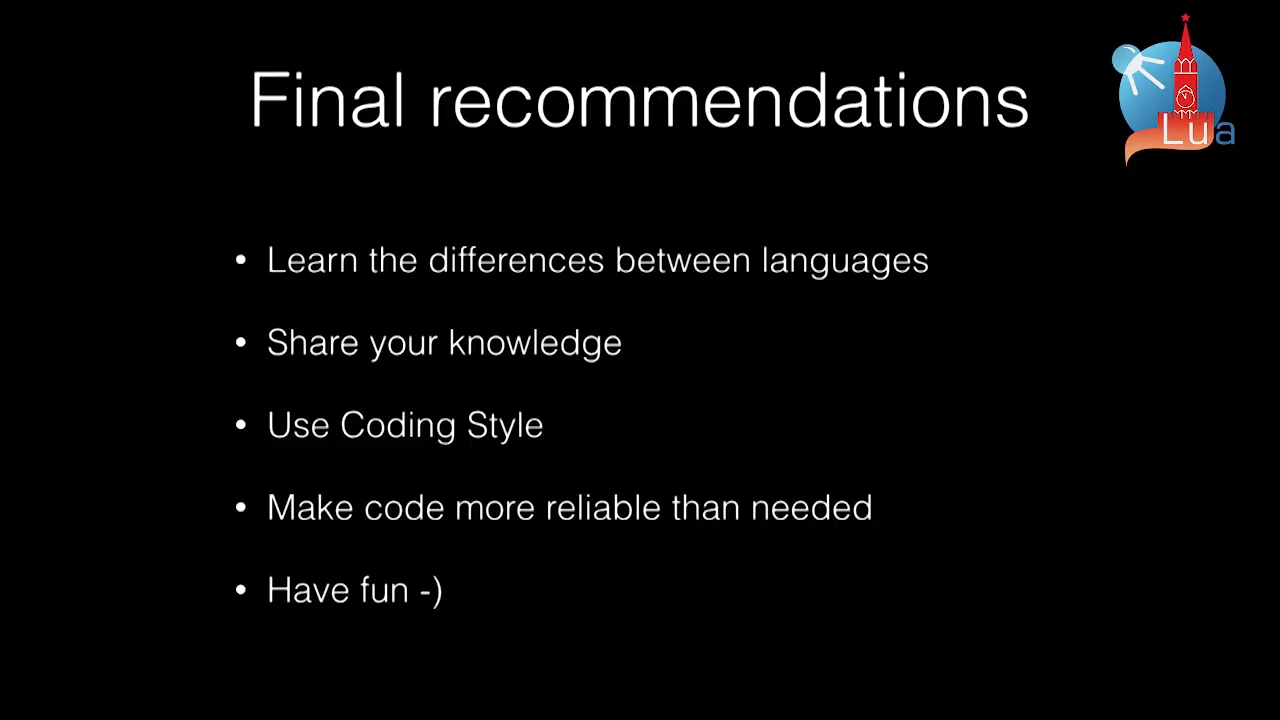 Final recommendations
Lua
• Learn the differences between languages
• Share your knowledge
• Use Coding Style
• Make code more reliable than needed
• Have fun -)